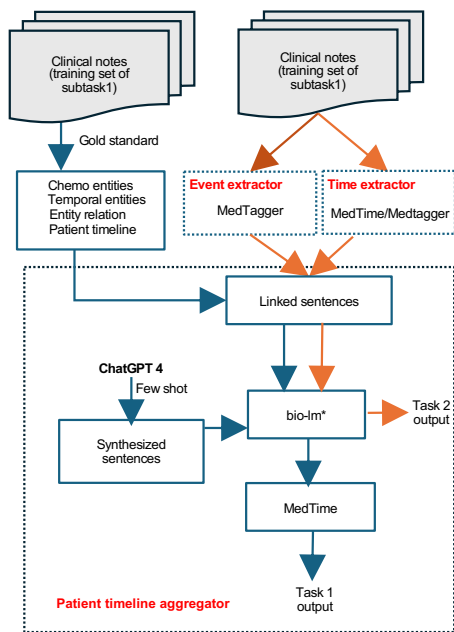 Clinical notes
(training set of
subtask1)
Clinical notes
(training set of
subtask1)
Gold standard
Chemo entities
Temporal entities
Entity relation
Patient timeline
Event extractor
MedTagger
Time extractor
MedTime/Medtagger
Linked sentences
ChatGPT 4
Few shot
Synthesized
sentences
bio-lm*
Task 2
output
MedTime
Task 1
output
Patient timeline aggregator